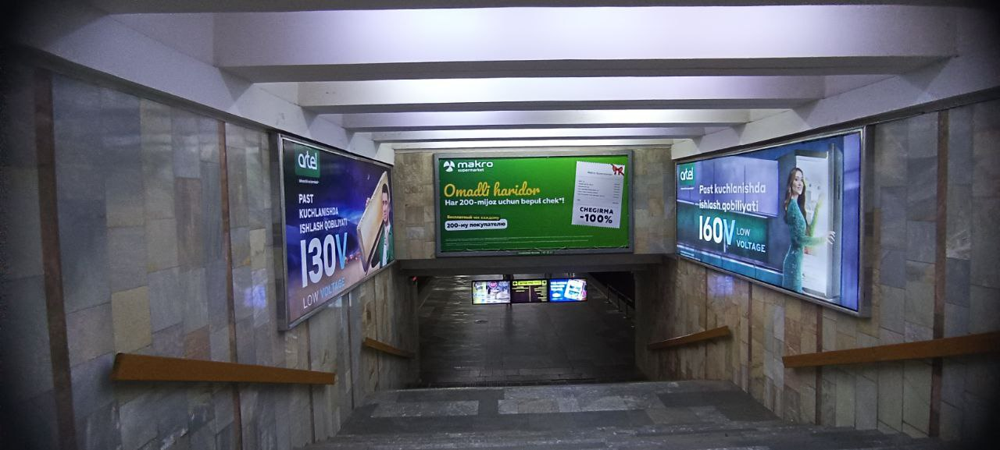 artel
PAST
KUCHLANISHDA
ISHLASH QOBILIYATI
130V
LOW VOLTAGE
makro
supermarket
Omadli haridor
Har 200-mijoz uchun bepul chek*!
Бесплатный чек каждому
200-му покупателю
CHEGIRMA
-100%
artel
Past kuchlanishda
ishlash qobiliyati
160V LOW
VOLTAGE